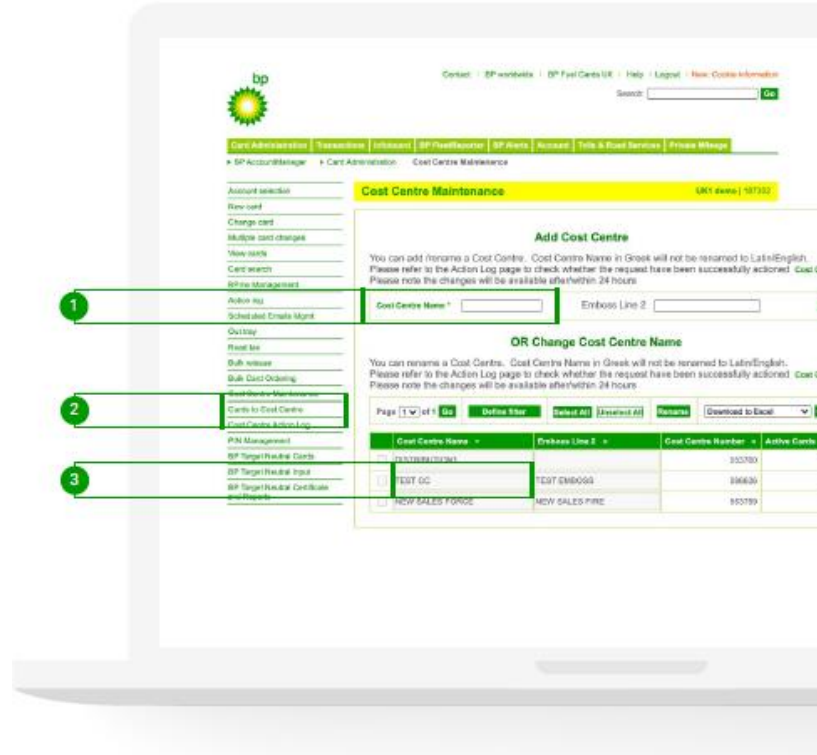 bp
Contact BP worldwide BP Fuel Cards UK Help Logout New: Cookie Information
Search: Go
Card Administration Transactions Infoboard BP FleetReporter BP Alerts Account Tolls & Road Services Private Mileage
BP AccountManager Card Administration Cost Centre Maintenance
Account selection
New card
Change card
Multiple card changes
View cards
Card search
BPme Management
Action log
Scheduled Emails Mgmt
Out tray
Read fax
Bulk reissue
Bulk Card Ordering
Cost Centre Maintenance
Cards to Cost Centre
Cost Centre Action Log
PIN Management
BP Target Neutral Cards
BP Target Neutral Input
BP Target Neutral Certificate
and Reports
Cost Centre Maintenance UK1 demo |
Add Cost Centre
You can add /rename a Cost Centre. Cost Centre Name in Greek will not be renamed to Latin/English.
Please refer to the Action Log page to check whether the request have been successfully actioned Cost
Please note the changes will be available after/within 24 hours
1
Cost Centre Name * Emboss Line 2
OR Change Cost Centre Name
You can rename a Cost Centre. Cost Centre Name in Greek will not be renamed to Latin/English.
Please refer to the Action Log page to check whether the request have been successfully actioned Cost
Please note the changes will be available after/within 24 hours
2
Page 1 of 1 Go Define filter Select All Unselect All Rename Download to Excel
Cost Centre Name Emboss Line 2 Cost Centre Number Active Cards
3
TEST CC TEST EMBOSS
NEW SALES FORCE NEW SALES FIRE